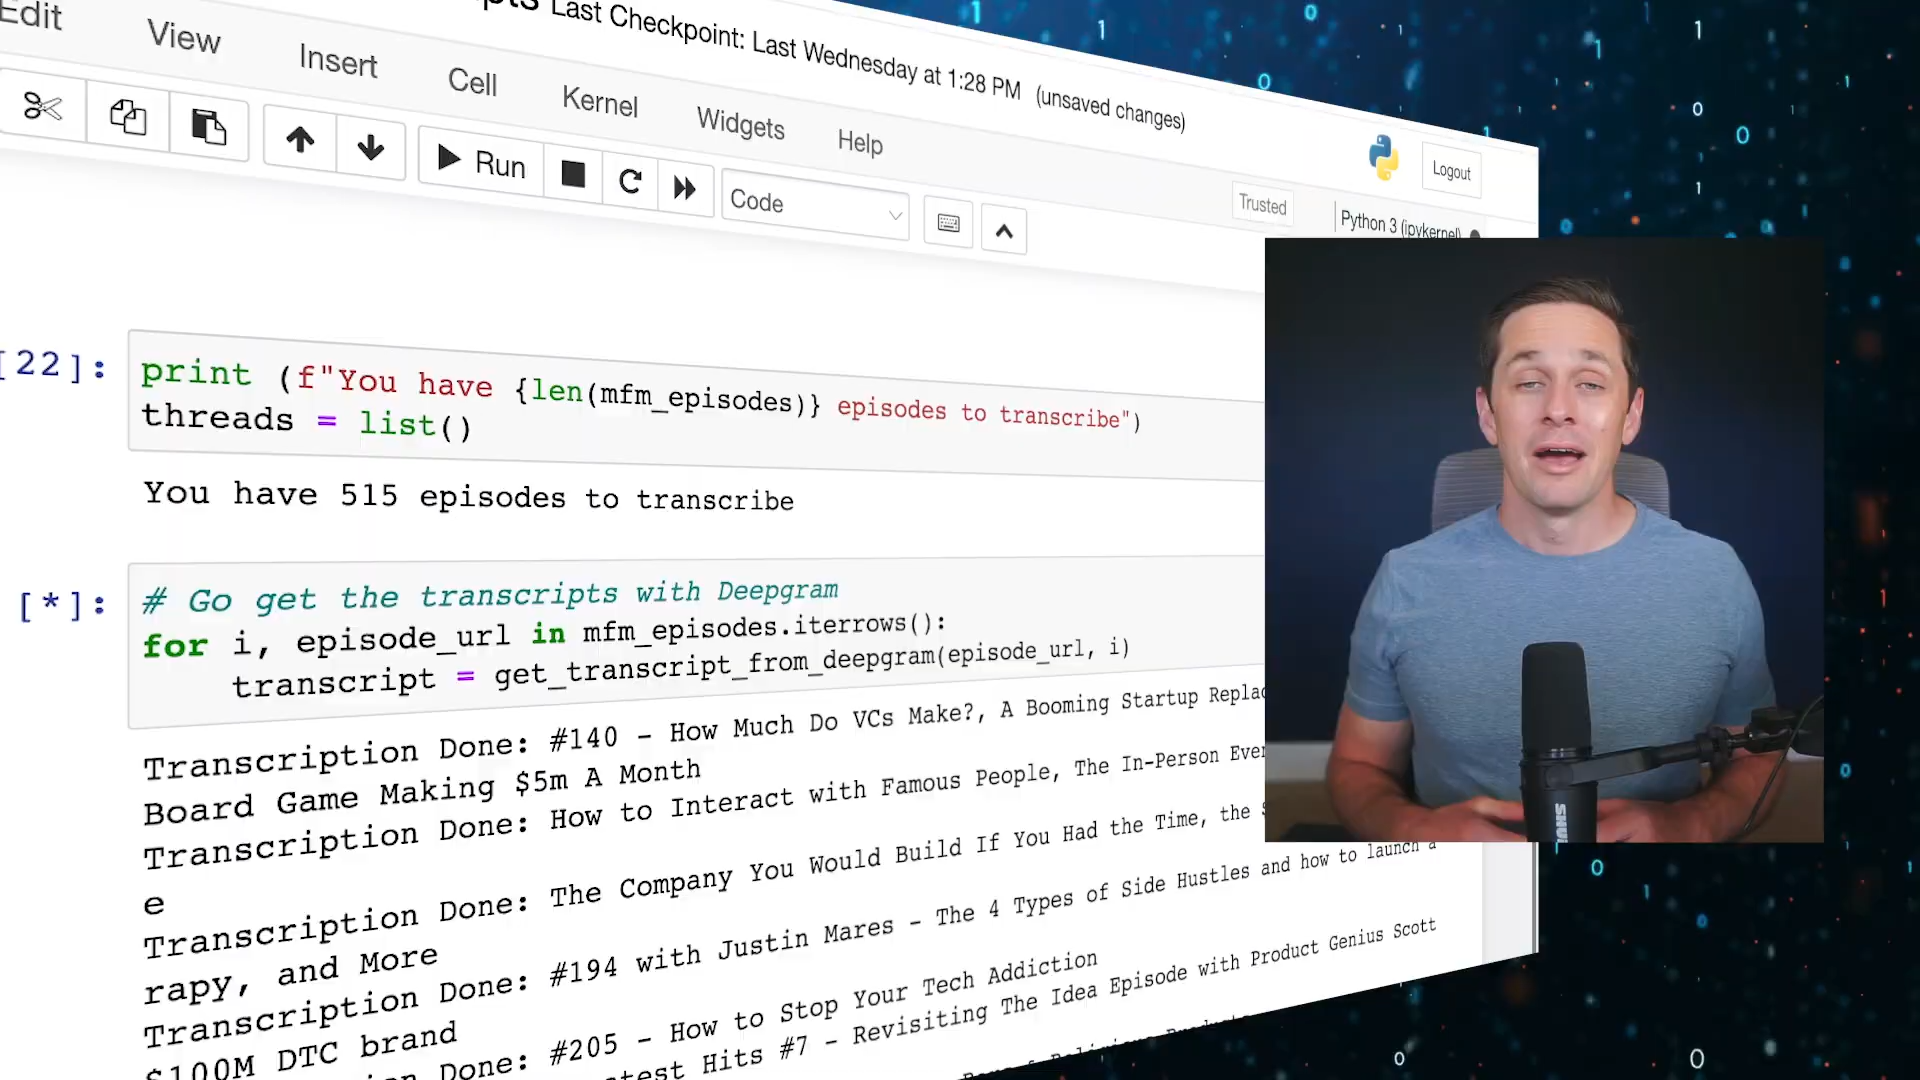 Edit View Insert Cell Kernel Widgets Help
Last Checkpoint: Last Wednesday at 1:28 PM (unsaved changes)
Logout
Run
Code
Trusted
Python 3 (ipykernel)
[22]:
print (f"You have {len(mfm_episodes)} episodes to transcribe")
threads = list()
You have 515 episodes to transcribe
[*]:
# Go get the transcripts with Deepgram
for i, episode_url in mfm_episodes.iterrows():
transcript = get_transcript_from_deepgram(episode_url, i)
Transcription Done: #140 - How Much Do VCs Make?, A Booming Startup
Board Game Making $5m A Month
Transcription Done: How to Interact with Famous People, The In-Person
e
Transcription Done: The Company You Would Build If You Had the Time, the
rapy, and More
Transcription Done: #194 with Justin Mares - The 4 Types of Side Hustles and how to launch a
$100M DTC brand
Done: #205 - How to Stop Your Tech Addiction
Hits #7 - Revisiting The Idea Episode with Product Genius Scott